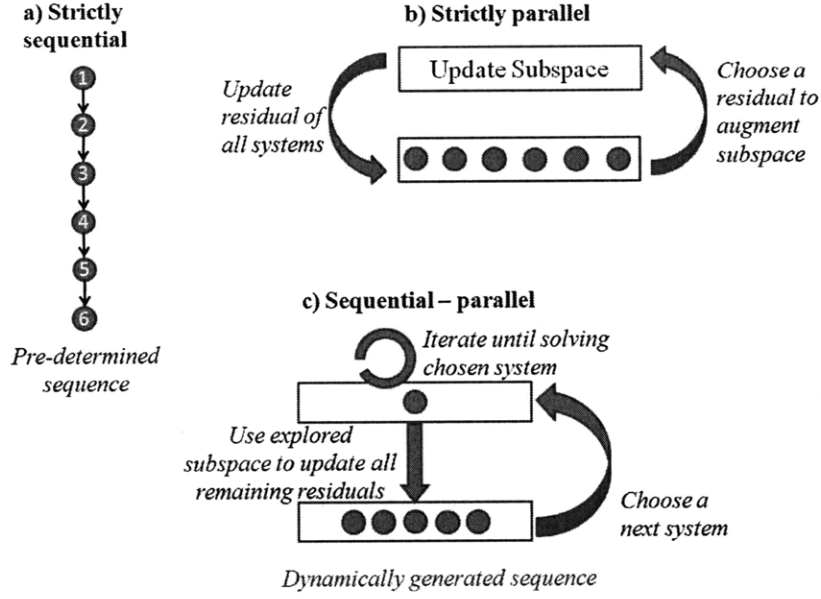 a) Strictly
sequential
1
2
3
4
5
6
Pre-determined
sequence
b) Strictly parallel
Update Subspace
Update
residual of
all systems
Choose a
residual to
augment
subspace
c) Sequential – parallel
Iterate until solving
chosen system
Use explored
subspace to update all
remaining residuals
Choose a
next system
Dynamically generated sequence